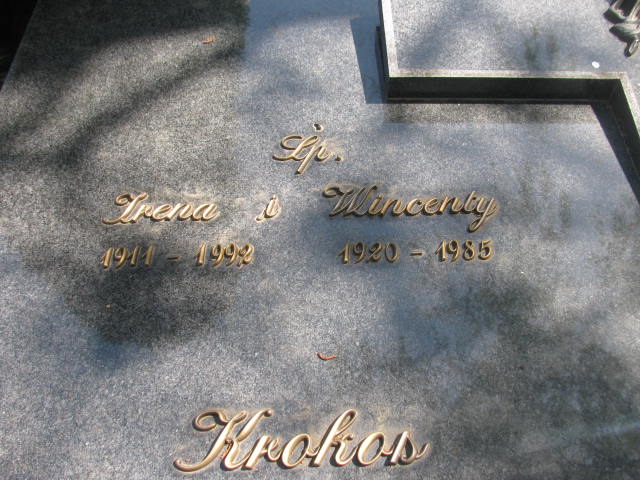 Śp.
Irena i Wincenty
1911 - 1992 1920 - 1985
Krokos